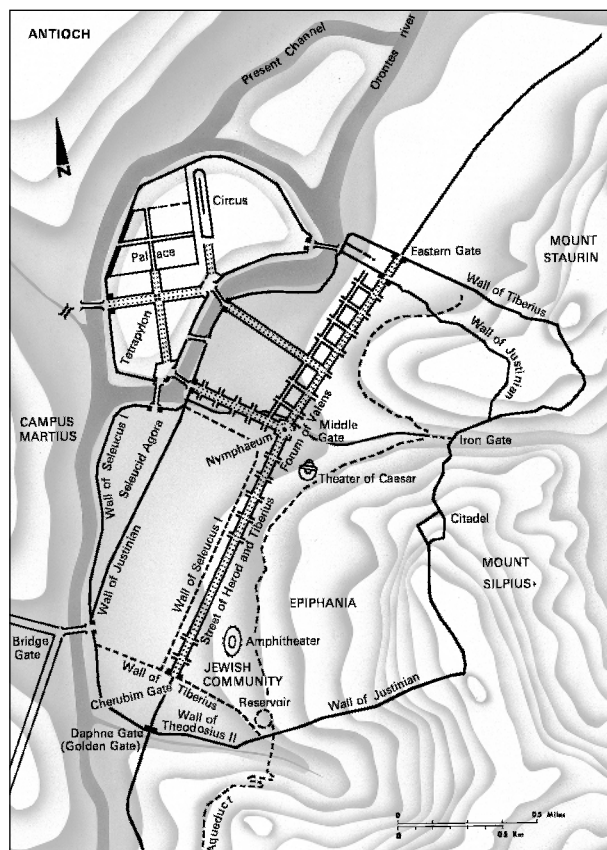 ANTIOCH
Present Channel
Orontes river
N
Circus
Palace
Eastern Gate
MOUNT
STAURIN
Wall of Tiberius
Wall of
Justinian
Tetrapylon
CAMPUS
MARTIUS
Wall of Seleucus
Seleucid Agora
Nymphaeum
Forum of Valens
Middle
Gate
Iron Gate
Theater of Caesar
Citadel
MOUNT
SILPIUS
Wall of Justinian
Wall of Seleucus I
Street of Herod and Tiberius
EPIPHANIA
Bridge
Gate
Amphitheater
JEWISH
COMMUNITY
Wall of
Tiberius
Cherubim Gate
Reservoir
Wall of Justinian
Wall of
Theodosius II
Daphne Gate
(Golden Gate)
Aqueduct
0 0.5 Miles
0 0.5 Km